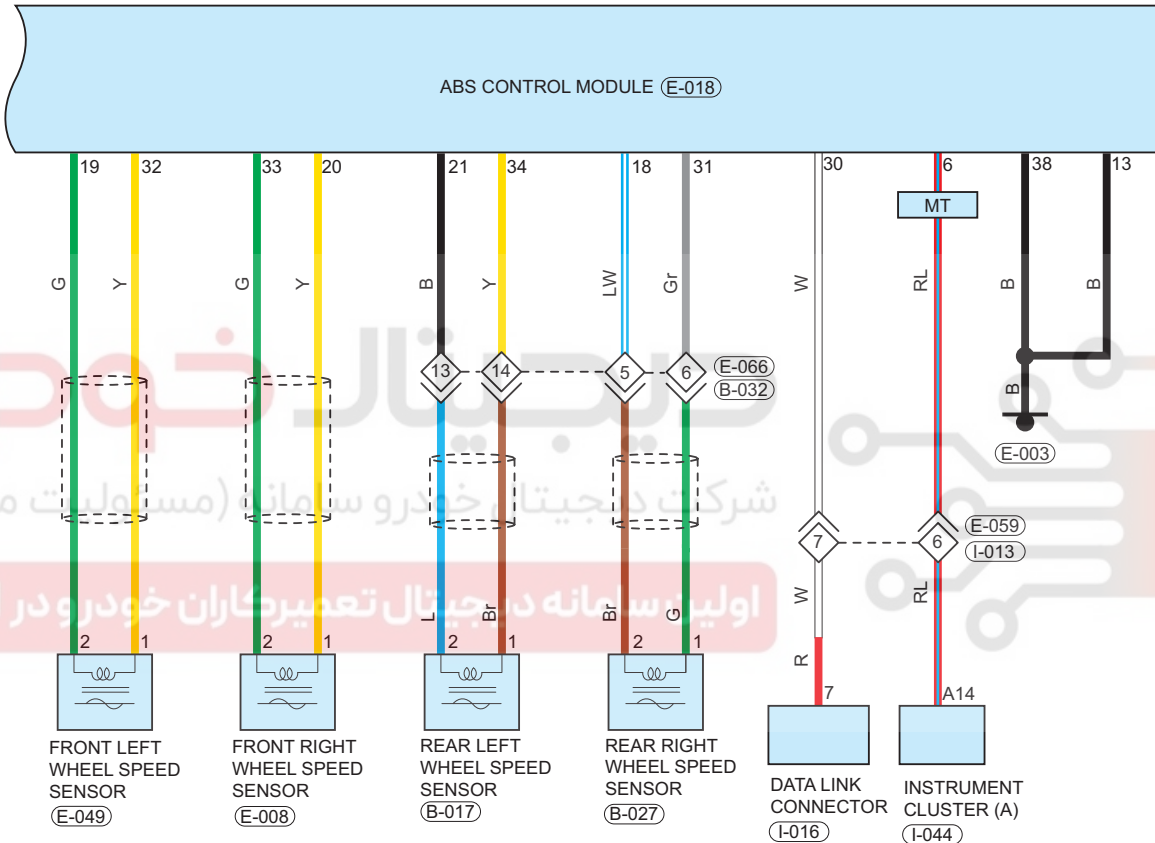 ABS CONTROL MODULE E-018
19 32 33 20 21 34 18 31 30 6 38 13
MT
G Y G Y B Y LW Gr W RL B B
13 14 5 6 E-066
B-032
B
E-003
دیجیتال خودرو
شرکت دیجیتال خودرو سامانه (مسئولیت
7 6 E-059
I-013
اولین سامانه دیجیتال تعمیرکاران خودرو در
L Br Br G W RL
R
2 1 2 1 2 1 2 1 7 A14
FRONT LEFT
WHEEL SPEED
SENSOR
E-049
FRONT RIGHT
WHEEL SPEED
SENSOR
E-008
REAR LEFT
WHEEL SPEED
SENSOR
B-017
REAR RIGHT
WHEEL SPEED
SENSOR
B-027
DATA LINK
CONNECTOR
I-016
INSTRUMENT
CLUSTER (A)
I-044